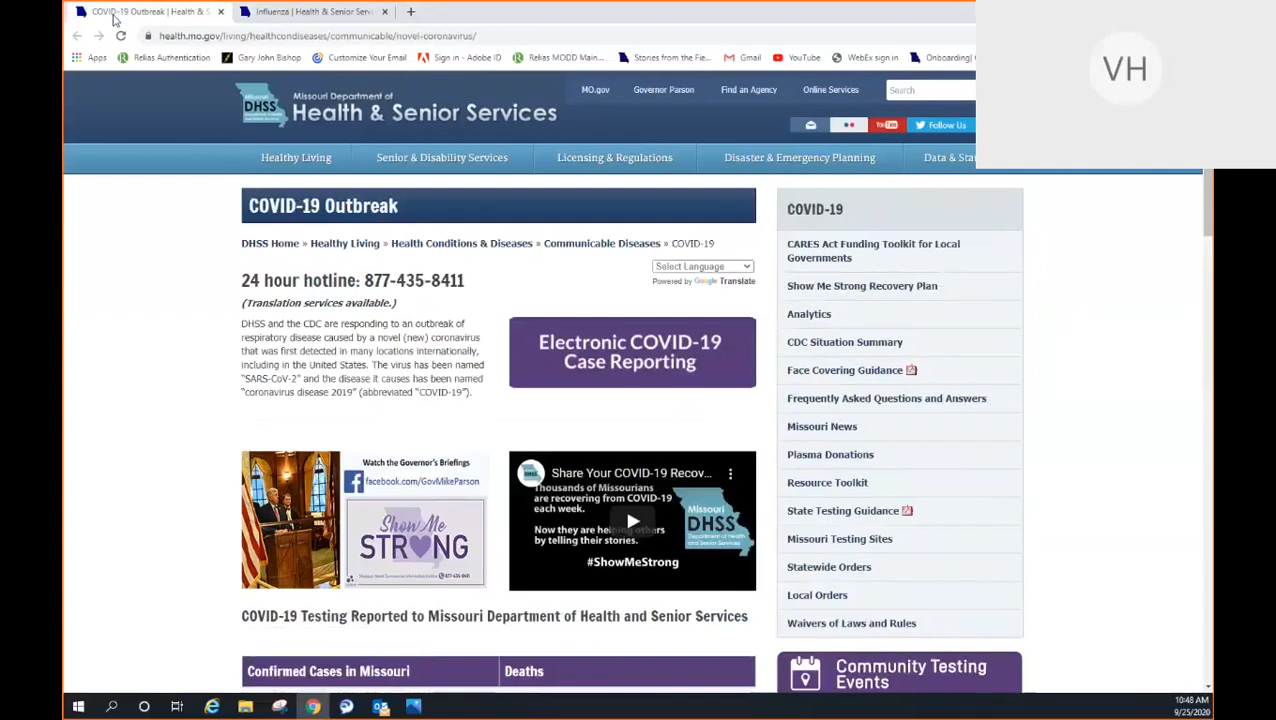 COVID-19 Outbreak | Health & S
Influenza | Health & Senior Servi
health.mo.gov/living/healthcondiseases/communicable/novel-coronavirus/
Apps
Relias Authentication
Gary John Bishop
Customize Your Email
Sign in - Adobe ID
Relias MODD Main...
Stories from the Fie...
Gmail
YouTube
WebEx sign in
Onboarding|
VH
Missouri
DHSS
Missouri Department of
Health & Senior Services
MO.gov
Governor Parson
Find an Agency
Online Services
Search
You Tube
Follow Us
Healthy Living
Senior & Disability Services
Licensing & Regulations
Disaster & Emergency Planning
Data & Sta
COVID-19 Outbreak
DHSS Home » Healthy Living » Health Conditions & Diseases » Communicable Diseases » COVID-19
24 hour hotline: 877-435-8411
(Translation services available.)
Select Language
Powered by Google Translate
DHSS and the CDC are responding to an outbreak of
respiratory disease caused by a novel (new) coronavirus
that was first detected in many locations internationally,
including in the United States. The virus has been named
"SARS-CoV-2" and the disease it causes has been named
"coronavirus disease 2019" (abbreviated "COVID-19").
Electronic COVID-19
Case Reporting
Watch the Governor's Briefings
facebook.com/GovMikeParson
Show Me
STRONG
Share Your COVID-19 Recov...
Thousands of Missourians
are recovering from COVID-19
each week.
Now they are helping others
by telling their stories.
#ShowMeStrong
Missouri
DHSS
COVID-19 Testing Reported to Missouri Department of Health and Senior Services
Confirmed Cases in Missouri
Deaths
COVID-19
CARES Act Funding Toolkit for Local
Governments
Show Me Strong Recovery Plan
Analytics
CDC Situation Summary
Face Covering Guidance
Frequently Asked Questions and Answers
Missouri News
Plasma Donations
Resource Toolkit
State Testing Guidance
Missouri Testing Sites
Statewide Orders
Local Orders
Waivers of Laws and Rules
Community Testing
Events
10:48 AM
9/25/2020